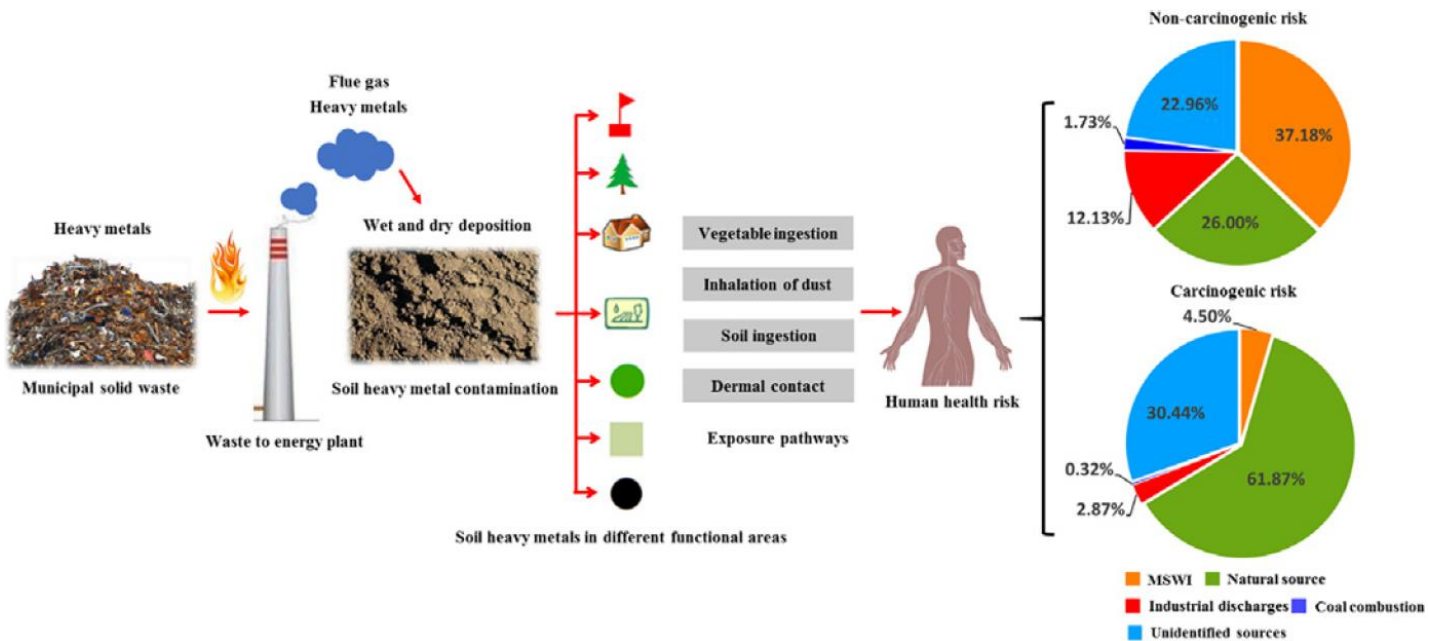 Heavy metals
Municipal solid waste
Flue gas
Heavy metals
Waste to energy plant
Wet and dry deposition
Soil heavy metal contamination
Soil heavy metals in different functional areas
Vegetable ingestion
Inhalation of dust
Soil ingestion
Dermal contact
Exposure pathways
Human health risk
Non-carcinogenic risk
22.96%
1.73%
37.18%
12.13%
26.00%
Carcinogenic risk
4.50%
30.44%
0.32%
61.87%
2.87%
MSWI Natural source
Industrial discharges Coal combustion
Unidentified sources